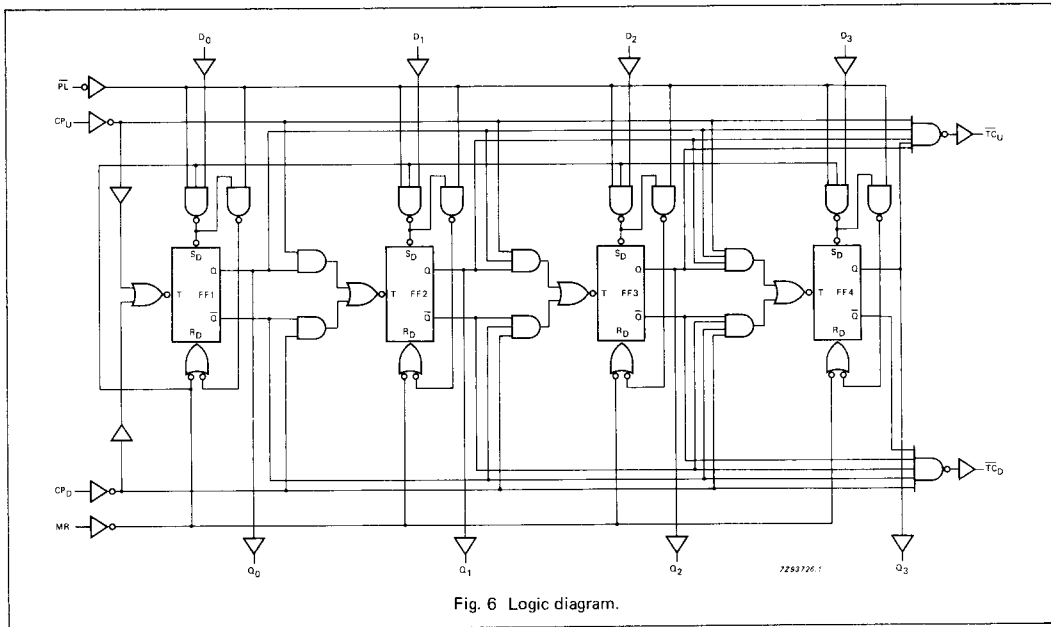 D0 D1 D2 D3
PL
CPU
TCU
SD SD SD SD
Q Q Q Q
T FF1 T FF2 T FF3 T FF4
Q Q Q Q
RD RD RD RD
CPD
TCD
MR
Q0 Q1 Q2 Q3
7293726.1
Fig. 6 Logic diagram.